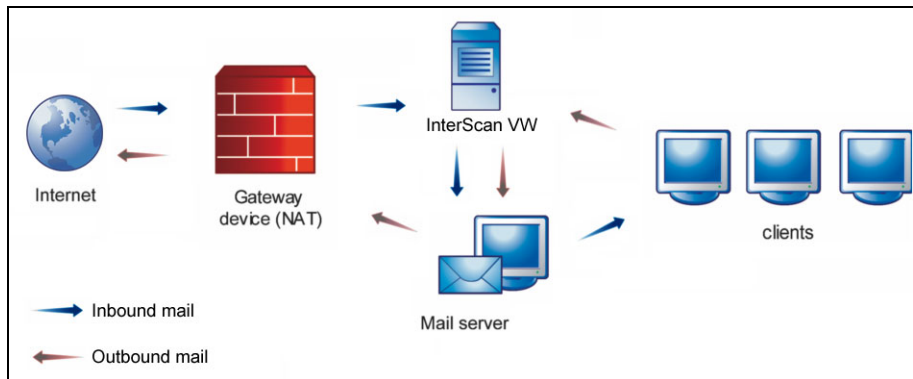 InterScan VW
Internet
Gateway
device (NAT)
clients
Mail server
Inbound mail
Outbound mail